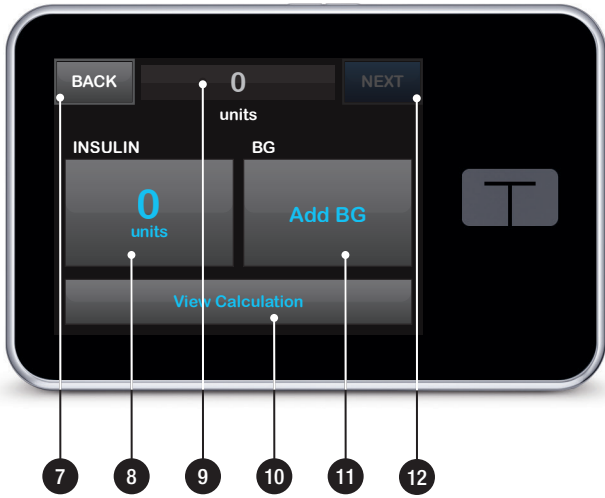 BACK 0 NEXT
units
INSULIN BG
0
units
Add BG
View Calculation
7 8 9 10 11 12